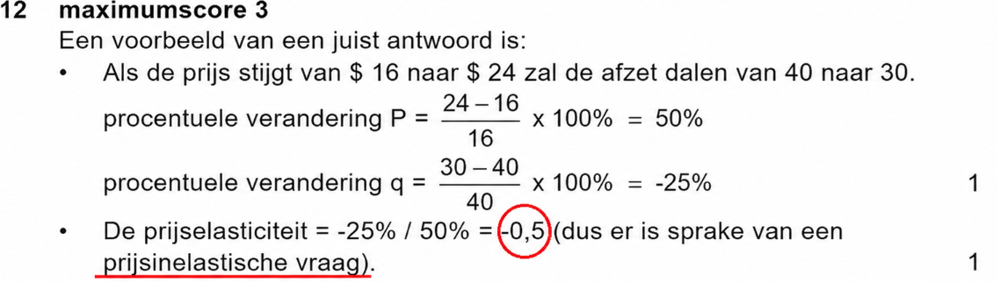 12 maximumscore 3
Een voorbeeld van een juist antwoord is:
• Als de prijs stijgt van $ 16 naar $ 24 zal de afzet dalen van 40 naar 30.
24 – 16
procentuele verandering P = x 100% = 50%
16
30 – 40
procentuele verandering q = x 100% = -25% 1
40
• De prijselasticiteit = -25% / 50% = -0,5 (dus er is sprake van een
prijsinelastische vraag). 1